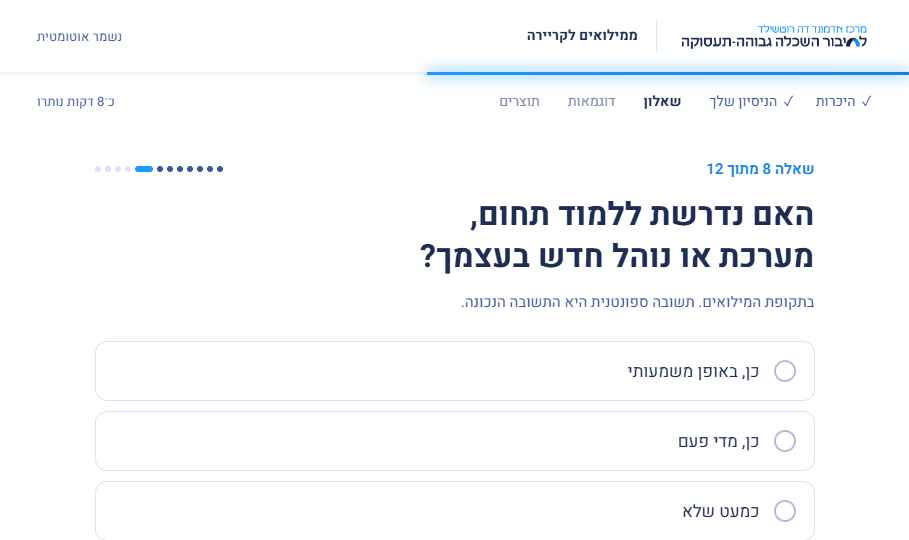 מרכז אדמונד דה רוטשילד
לחיבור השכלה גבוהה-תעסוקה
ממילואים לקריירה
נשמר אוטומטית
✓ היכרות
✓ הניסיון שלך
שאלון
דוגמאות
תוצרים
כ־8 דקות נותרו
שאלה 8 מתוך 12
האם נדרשת ללמוד תחום,
מערכת או נוהל חדש בעצמך?
בתקופת המילואים. תשובה ספונטנית היא התשובה הנכונה.
כן, באופן משמעותי
כן, מדי פעם
כמעט שלא